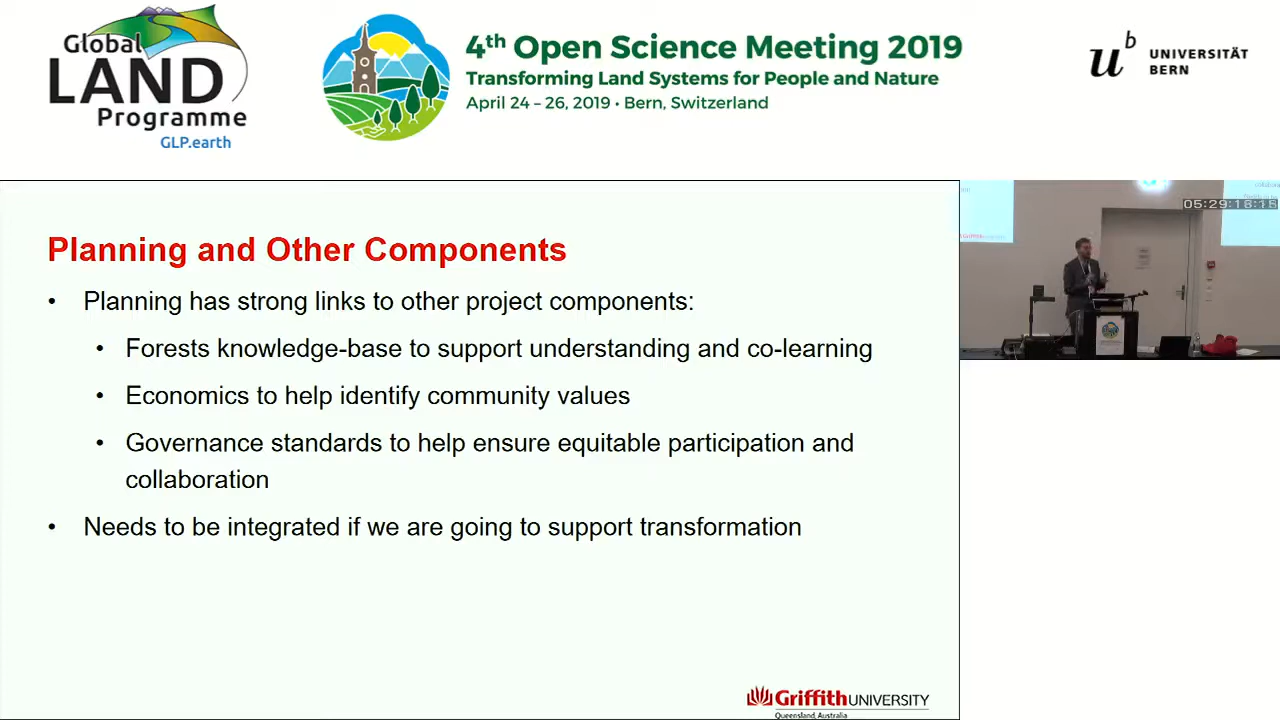 Global
LAND
Programme
GLP.earth
4th Open Science Meeting 2019
Transforming Land Systems for People and Nature
April 24 – 26, 2019 • Bern, Switzerland
u b
UNIVERSITÄT
BERN
Planning and Other Components
• Planning has strong links to other project components:
• Forests knowledge-base to support understanding and co-learning
• Economics to help identify community values
• Governance standards to help ensure equitable participation and
collaboration
• Needs to be integrated if we are going to support transformation
Griffith UNIVERSITY
Queensland, Australia
05:29:18:18